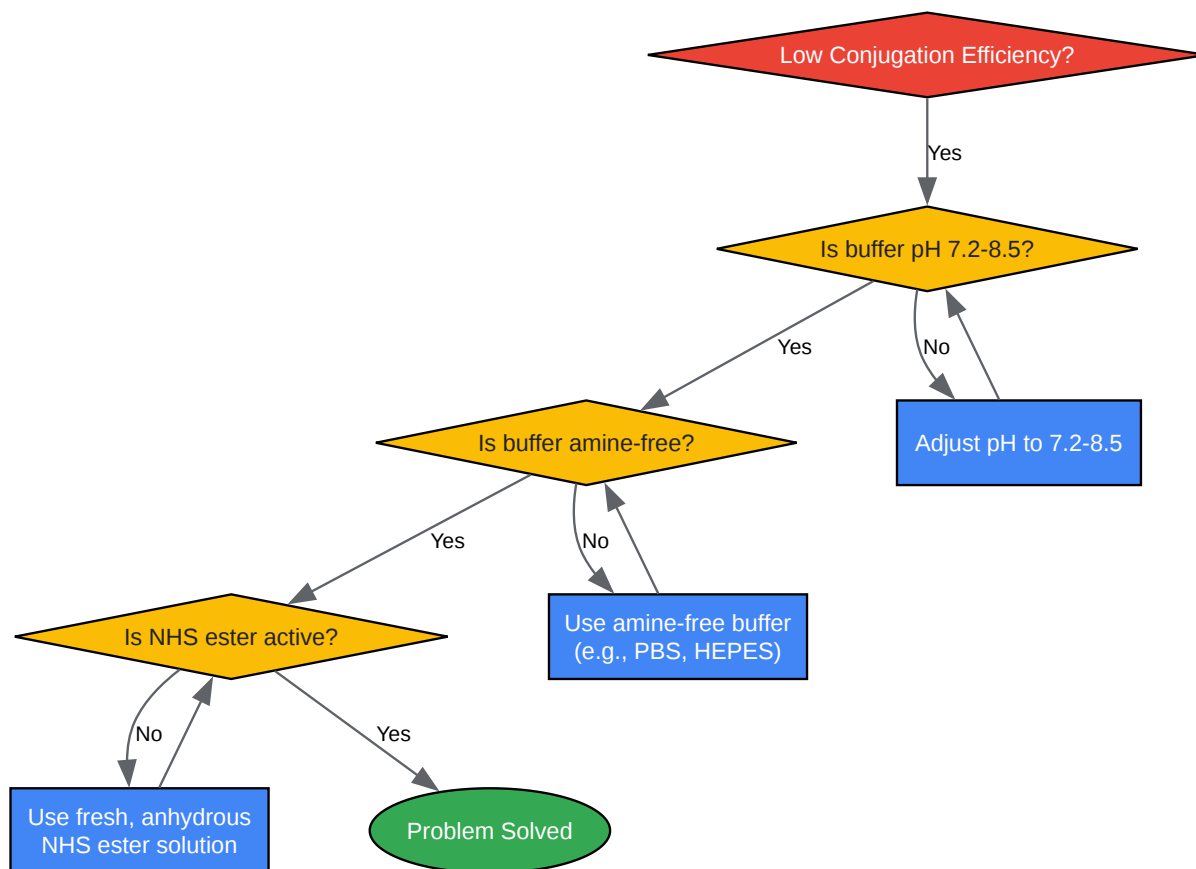 Low Conjugation Efficiency?
Yes
Is buffer pH 7.2-8.5?
Yes
No
Adjust pH to 7.2-8.5
Is buffer amine-free?
Yes
No
Use amine-free buffer
(e.g., PBS, HEPES)
Is NHS ester active?
No
Yes
Use fresh, anhydrous
NHS ester solution
Problem Solved